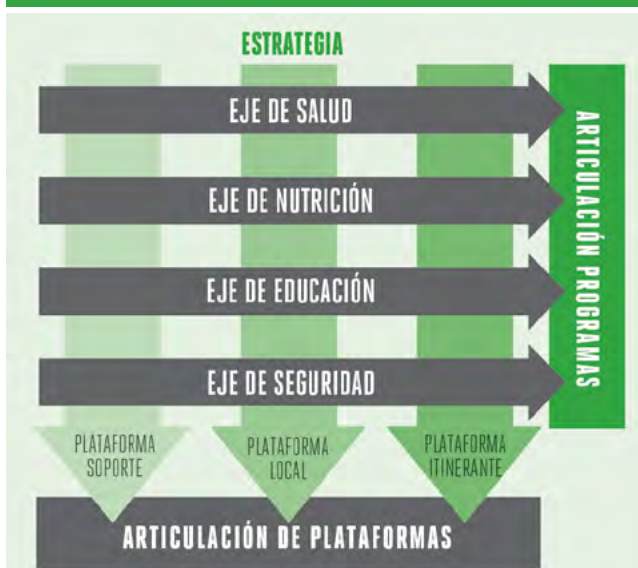 ESTRATEGIA
EJE DE SALUD
EJE DE NUTRICIÓN
EJE DE EDUCACIÓN
EJE DE SEGURIDAD
ARTICULACIÓN PROGRAMAS
PLATAFORMA
SOPORTE
PLATAFORMA
LOCAL
PLATAFORMA
ITINERANTE
ARTICULACIÓN DE PLATAFORMAS